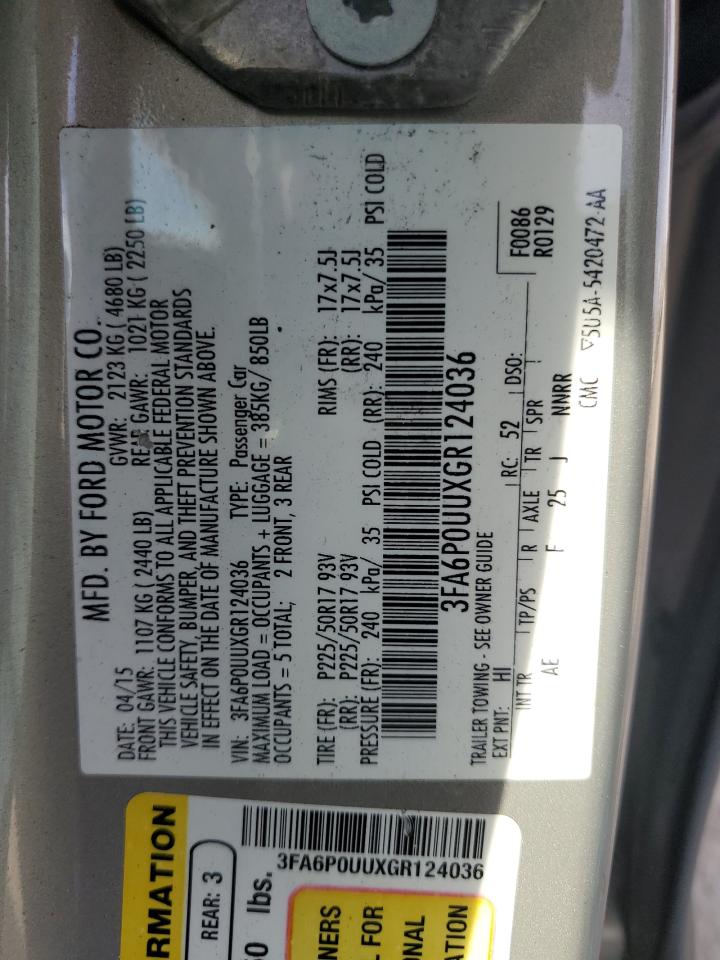 MFD. BY FORD MOTOR CO.
DATE: 04/15 GVWR: 2123 KG ( 4680 LB)
FRONT GAWR: 1107 KG ( 2440 LB) REAR GAWR: 1021 KG ( 2250 LB)
THIS VEHICLE CONFORMS TO ALL APPLICABLE FEDERAL MOTOR
VEHICLE SAFETY, BUMPER, AND THEFT PREVENTION STANDARDS
IN EFFECT ON THE DATE OF MANUFACTURE SHOWN ABOVE.
VIN: 3FA6P0UUXGR124036 TYPE: Passenger Car
MAXIMUM LOAD = OCCUPANTS + LUGGAGE = 385KG/ 850LB
OCCUPANTS = 5 TOTAL; 2 FRONT, 3 REAR
TIRE (FR): P225/50R17 93V RIMS (FR): 17x7.5J
(RR): P225/50R17 93V (RR): 17x7.5J
PRESSURE (FR): 240 kPa/ 35 PSI COLD (RR): 240 kPa/ 35 PSI COLD
3FA6P0UUXGR124036
TRAILER TOWING - SEE OWNER GUIDE F0086
EXT PNT: HI RC: 52 DSO: R0129
INT TR TP/PS R AXLE TR SPR
AE F 25 J NNRR
CMC ▽5U5A-5420472-AA
RMATION
REAR: 3
lbs.
3FA6P0UUXGR124036
NERS
L FOR
ONAL
ATION